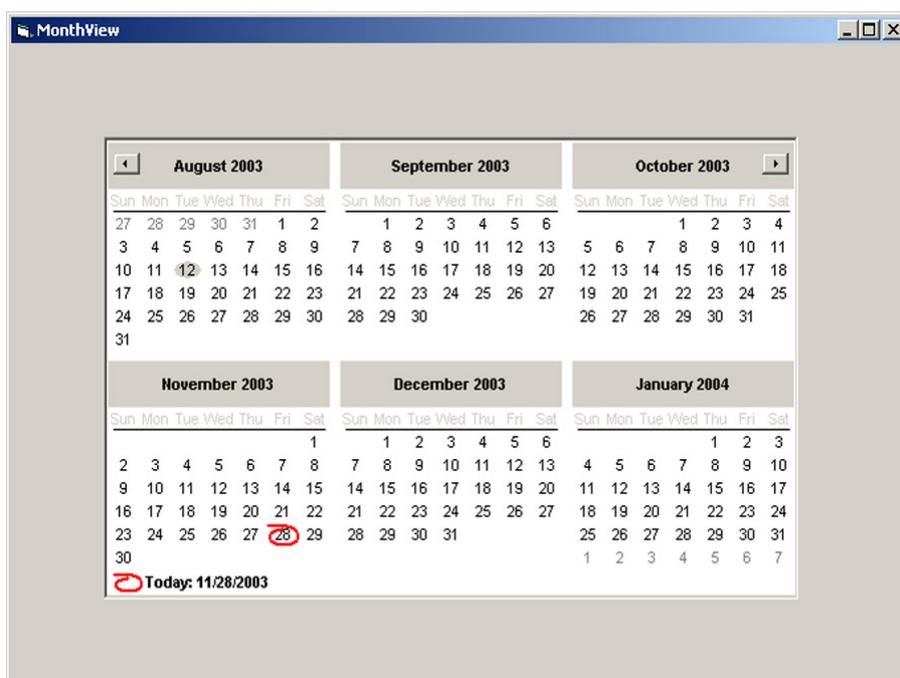 MonthView
August 2003
Sun Mon Tue Wed Thu Fri Sat
27 28 29 30 31 1 2
3 4 5 6 7 8 9
10 11 12 13 14 15 16
17 18 19 20 21 22 23
24 25 26 27 28 29 30
31
September 2003
Sun Mon Tue Wed Thu Fri Sat
1 2 3 4 5 6
7 8 9 10 11 12 13
14 15 16 17 18 19 20
21 22 23 24 25 26 27
28 29 30
October 2003
Sun Mon Tue Wed Thu Fri Sat
1 2 3 4
5 6 7 8 9 10 11
12 13 14 15 16 17 18
19 20 21 22 23 24 25
26 27 28 29 30 31
November 2003
Sun Mon Tue Wed Thu Fri Sat
1
2 3 4 5 6 7 8
9 10 11 12 13 14 15
16 17 18 19 20 21 22
23 24 25 26 27 28 29
30
December 2003
Sun Mon Tue Wed Thu Fri Sat
1 2 3 4 5 6
7 8 9 10 11 12 13
14 15 16 17 18 19 20
21 22 23 24 25 26 27
28 29 30 31
January 2004
Sun Mon Tue Wed Thu Fri Sat
1 2 3
4 5 6 7 8 9 10
11 12 13 14 15 16 17
18 19 20 21 22 23 24
25 26 27 28 29 30 31
1 2 3 4 5 6 7
Today: 11/28/2003